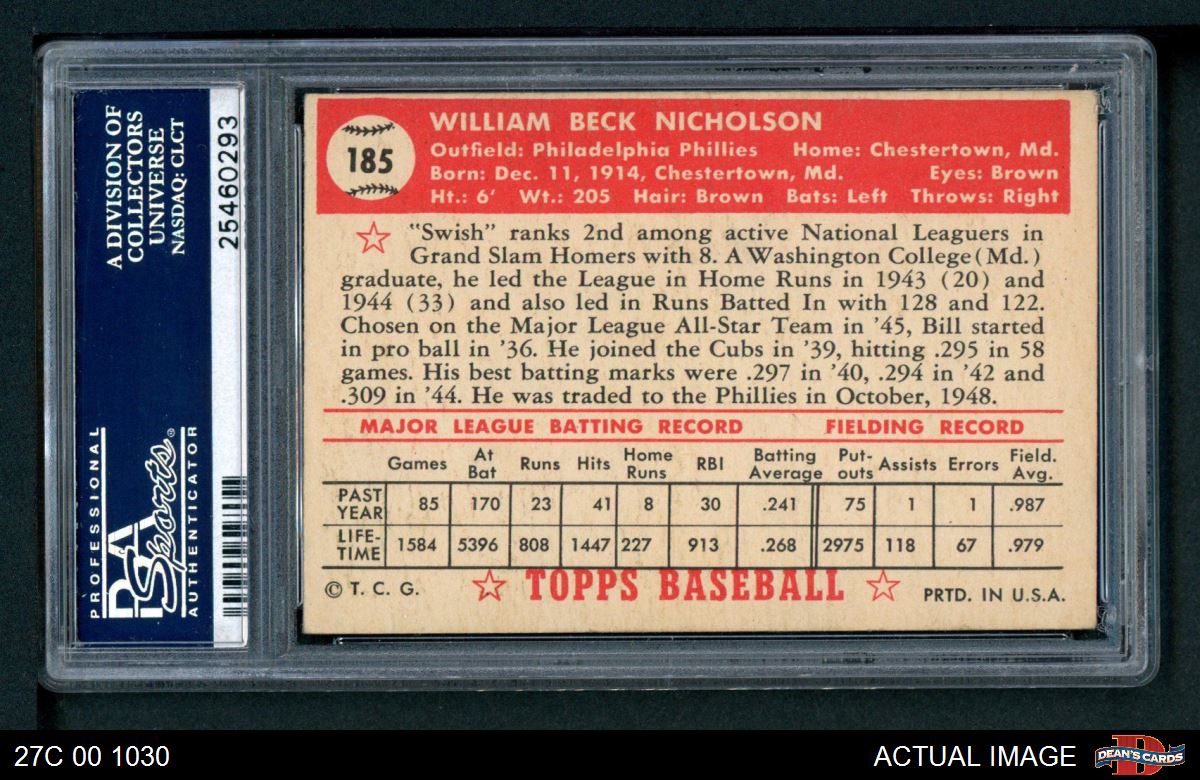 A DIVISION OF
COLLECTORS
UNIVERSE
NASDAQ: CLCT
25460293
PROFESSIONAL
PSA
Sports®
AUTHENTICATOR
185
WILLIAM BECK NICHOLSON
Outfield: Philadelphia Phillies Home: Chestertown, Md.
Born: Dec. 11, 1914, Chestertown, Md. Eyes: Brown
Ht.: 6' Wt.: 205 Hair: Brown Bats: Left Throws: Right
"Swish" ranks 2nd among active National Leaguers in
Grand Slam Homers with 8. A Washington College (Md.)
graduate, he led the League in Home Runs in 1943 (20) and
1944 (33) and also led in Runs Batted In with 128 and 122.
Chosen on the Major League All-Star Team in '45, Bill started
in pro ball in '36. He joined the Cubs in '39, hitting .295 in 58
games. His best batting marks were .297 in '40, .294 in '42 and
.309 in '44. He was traded to the Phillies in October, 1948.
MAJOR LEAGUE BATTING RECORD FIELDING RECORD
Games At Bat Runs Hits Home Runs RBI Batting Average Put-outs Assists Errors Field. Avg.
PAST YEAR 85 170 23 41 8 30 .241 75 1 1 .987
LIFE-TIME 1584 5396 808 1447 227 913 .268 2975 118 67 .979
© T. C. G. TOPPS BASEBALL PRTD. IN U.S.A.
27C 00 1030 ACTUAL IMAGE DEAN'S CARDS